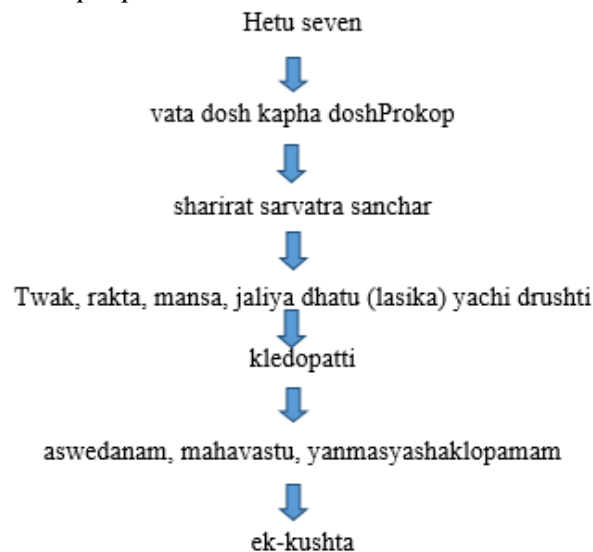 Hetu seven
vata dosh kapha doshProkop
sharirat sarvatra sanchar
Twak, rakta, mansa, jaliya dhatu (lasika) yachi drushti
kledopatti
aswedanam, mahavastu, yanmasyashaklopamam
ek-kushta